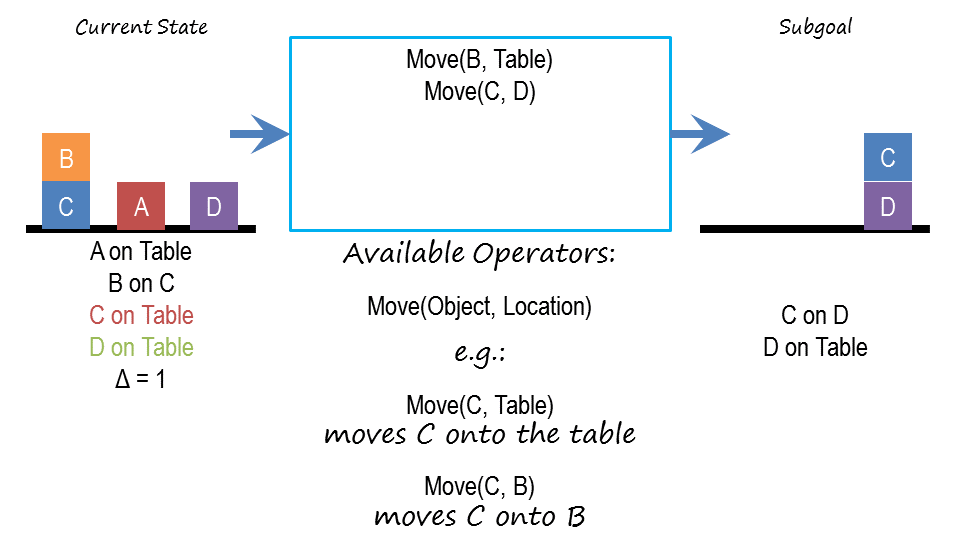 Current State
Subgoal
Move(B, Table)
Move(C, D)
B
C
A
D
C
D
A on Table
B on C
C on Table
D on Table
Δ = 1
Available Operators:
Move(Object, Location)
e.g.:
Move(C, Table)
moves C onto the table
Move(C, B)
moves C onto B
C on D
D on Table